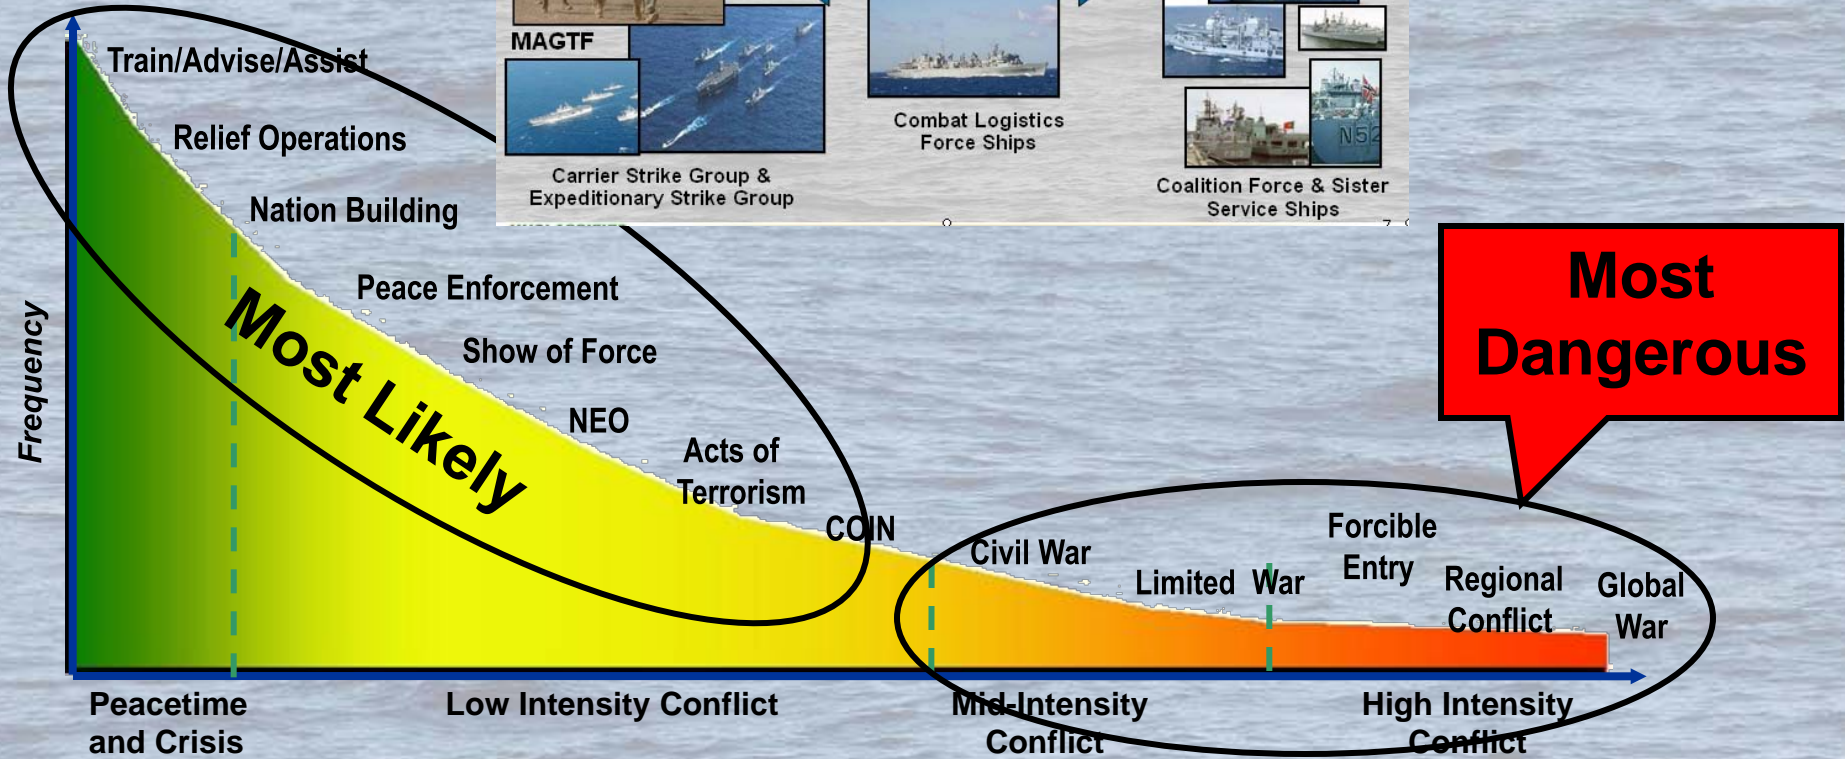 Train/Advise/Assist
Relief Operations
Nation Building
Peace Enforcement
Show of Force
NEO
Acts of
Terrorism
COIN
Civil War
Limited War
Forcible
Entry
Regional
Conflict
Global
War
Most Likely
Most
Dangerous
MAGTF
Carrier Strike Group &
Expeditionary Strike Group
Combat Logistics
Force Ships
N52
Coalition Force & Sister
Service Ships
7
Frequency
Peacetime
and Crisis
Low Intensity Conflict
Mid-Intensity
Conflict
High Intensity
Conflict